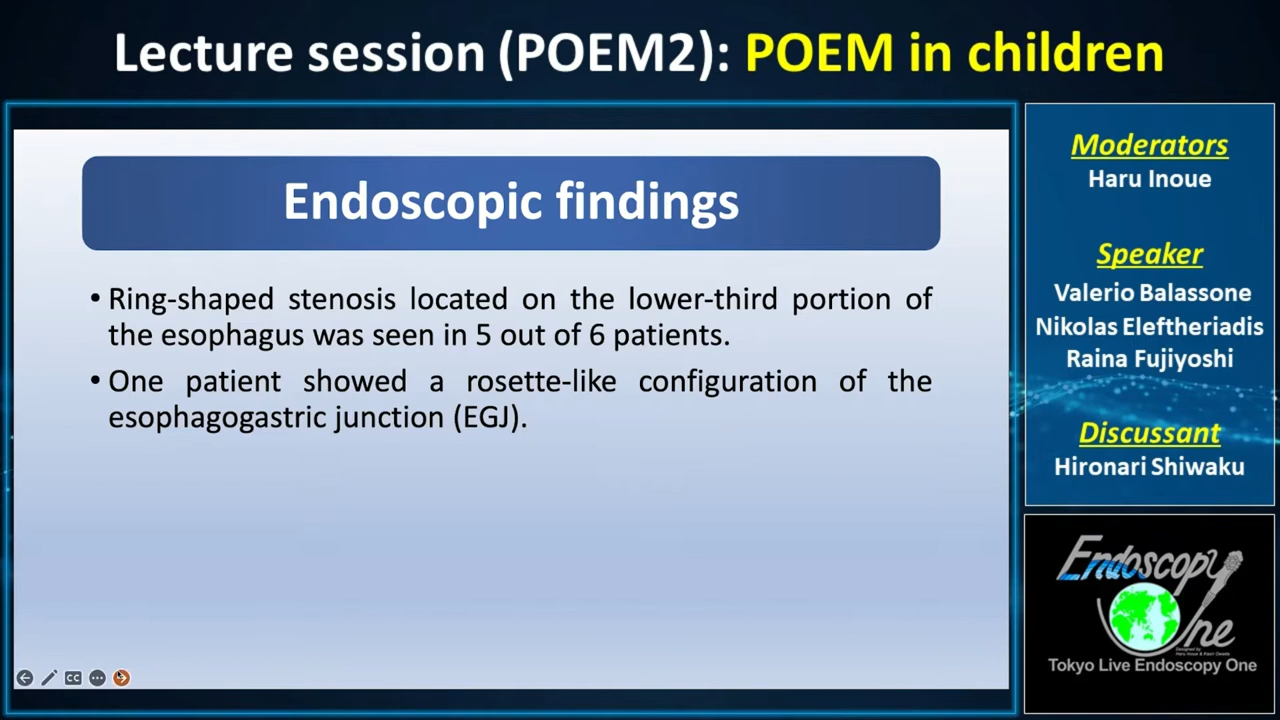 Lecture session (POEM2): POEM in children
Endoscopic findings
• Ring-shaped stenosis located on the lower-third portion of
the esophagus was seen in 5 out of 6 patients.
• One patient showed a rosette-like configuration of the
esophagogastric junction (EGJ).
CC
Moderators
Haru Inoue
Speaker
Valerio Balassone
Nikolas Eleftheriadis
Raina Fujiyoshi
Discussant
Hironari Shiwaku
Endoscopy
One
Tokyo Live Endoscopy One